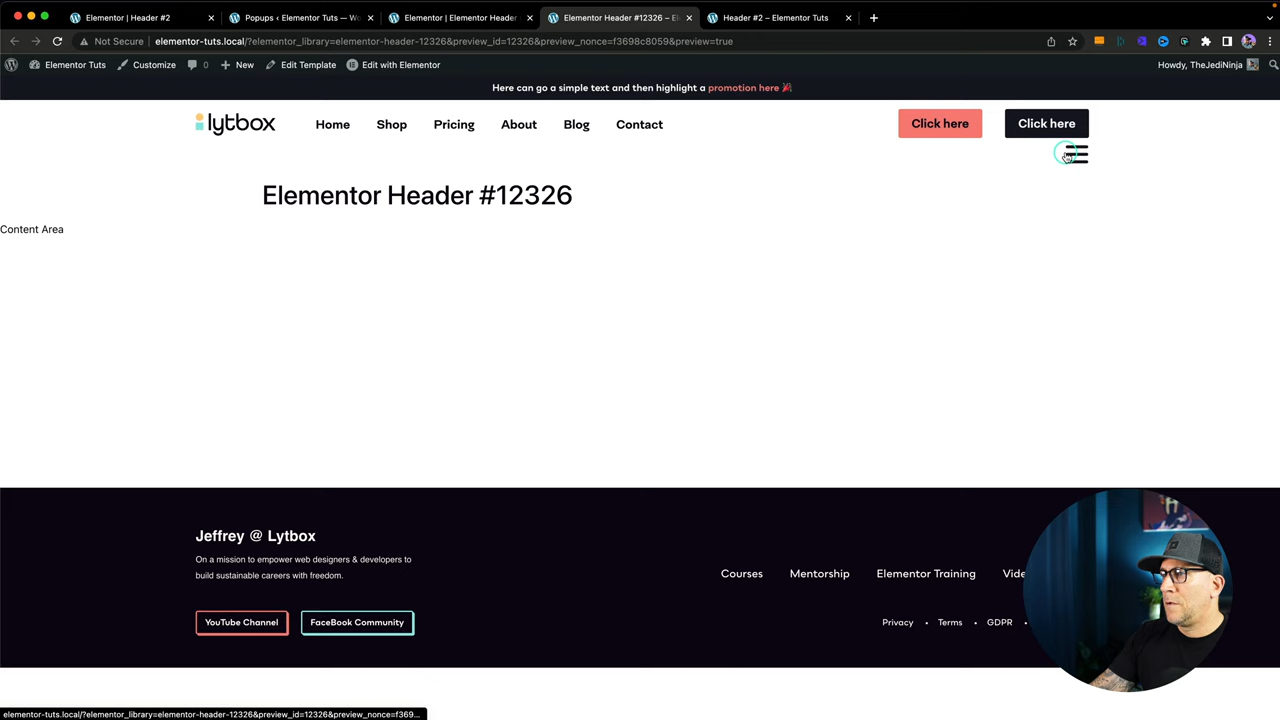 Elementor | Header #2
Popups ‹ Elementor Tuts — Wo
Elementor | Elementor Header
Elementor Header #12326 – El
Header #2 – Elementor Tuts
Not Secure
elementor-tuts.local/?elementor_library=elementor-header-12326&preview_id=12326&preview_nonce=f3698c8059&preview=true
Elementor Tuts
Customize
0
New
Edit Template
Edit with Elementor
Howdy, TheJediNinja
Here can go a simple text and then highlight a promotion here
lytbox
Home
Shop
Pricing
About
Blog
Contact
Click here
Click here
Elementor Header #12326
Content Area
Jeffrey @ Lytbox
On a mission to empower web designers & developers to
build sustainable careers with freedom.
YouTube Channel
FaceBook Community
Courses
Mentorship
Elementor Training
Vide
Privacy
•
Terms
•
GDPR
•
elementor-tuts.local/?elementor_library=elementor-header-12326&preview_id=12326&preview_nonce=f369...